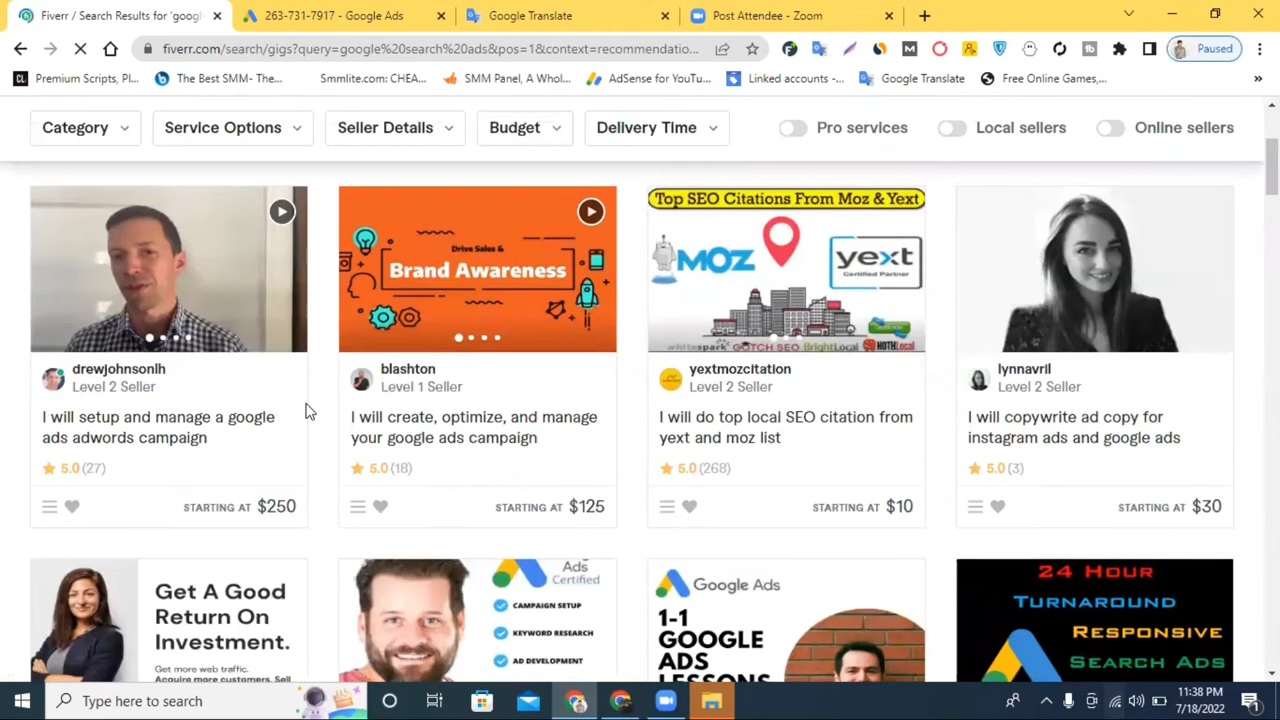 Fiverr / Search Results for 'googl
263-731-7917 - Google Ads
Google Translate
Post Attendee - Zoom
fiverr.com/search/gigs?query=google%20search%20ads&pos=1&context=recommendatio...
Paused
Premium Scripts, Pl...
The Best SMM- The...
Smmlite.com: CHEA...
SMM Panel, A Whol...
AdSense for YouTu...
Linked accounts -...
Google Translate
Free Online Games,...
Category
Service Options
Seller Details
Budget
Delivery Time
Pro services
Local sellers
Online sellers
Drive Sales &
Brand Awareness
Top SEO Citations From Moz & Yext
MOZ
yext
Certified Partner
whitespark GOTCH SEO BrightLocal HOTHLocal
drewjohnsonlh
Level 2 Seller
I will setup and manage a google
ads adwords campaign
5.0 (27)
STARTING AT $250
blashton
Level 1 Seller
I will create, optimize, and manage
your google ads campaign
5.0 (18)
STARTING AT $125
yextmozcitation
Level 2 Seller
I will do top local SEO citation from
yext and moz list
5.0 (268)
STARTING AT $10
lynnavril
Level 2 Seller
I will copywrite ad copy for
instagram ads and google ads
5.0 (3)
STARTING AT $30
Get A Good
Return On
Investment.
Get more web traffic.
Acquire more customers. Sell
Ads
Certified
CAMPAIGN SETUP
KEYWORD RESEARCH
AD DEVELOPMENT
Google Ads
1-1
GOOGLE
ADS
LESSONS
24 HOUR
TURNAROUND
RESPONSIVE
SEARCH ADS
Type here to search
11:38 PM
7/18/2022